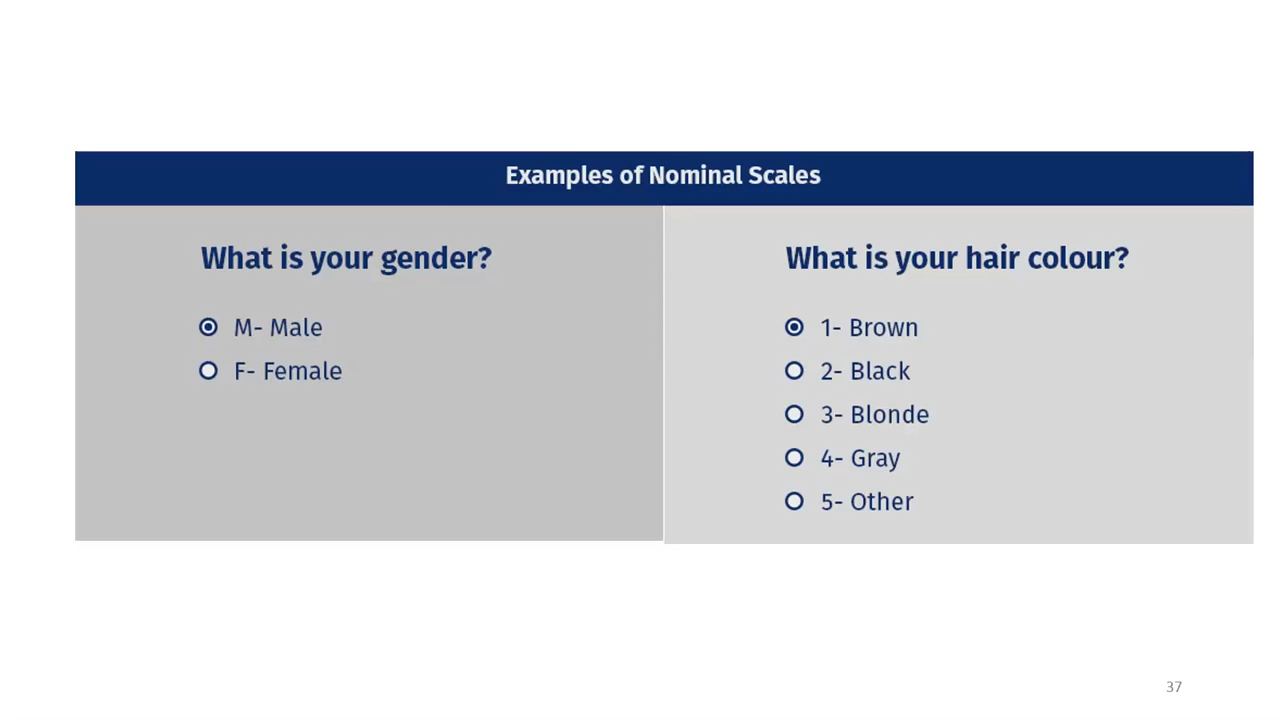 Examples of Nominal Scales
What is your gender?
M- Male
F- Female
What is your hair colour?
1- Brown
2- Black
3- Blonde
4- Gray
5- Other
37